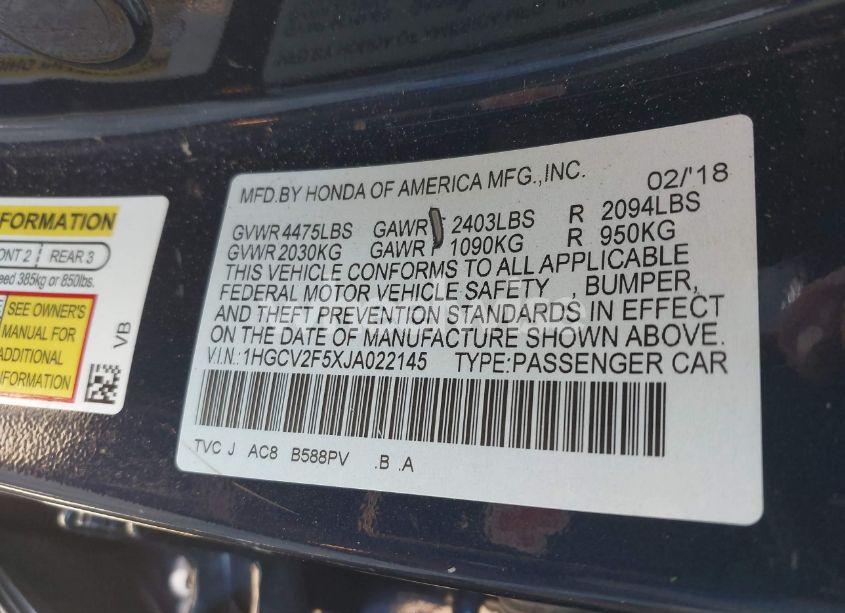 FORMATION
ONT 2 REAR 3
eed 385kg or 850lbs.
SEE OWNER'S
MANUAL FOR
ADDITIONAL
INFORMATION
VB
MFD.BY HONDA OF AMERICA MFG.,INC. 02/'18
GVWR 4475LBS GAWR 2403LBS R 2094LBS
GVWR 2030KG GAWR 1090KG R 950KG
THIS VEHICLE CONFORMS TO ALL APPLICABLE
FEDERAL MOTOR VEHICLE SAFETY , BUMPER,
AND THEFT PREVENTION STANDARDS IN EFFECT
ON THE DATE OF MANUFACTURE SHOWN ABOVE.
V.I.N.:1HGCV2F5XJA022145 TYPE:PASSENGER CAR
TVC J AC8 B588PV .B .A